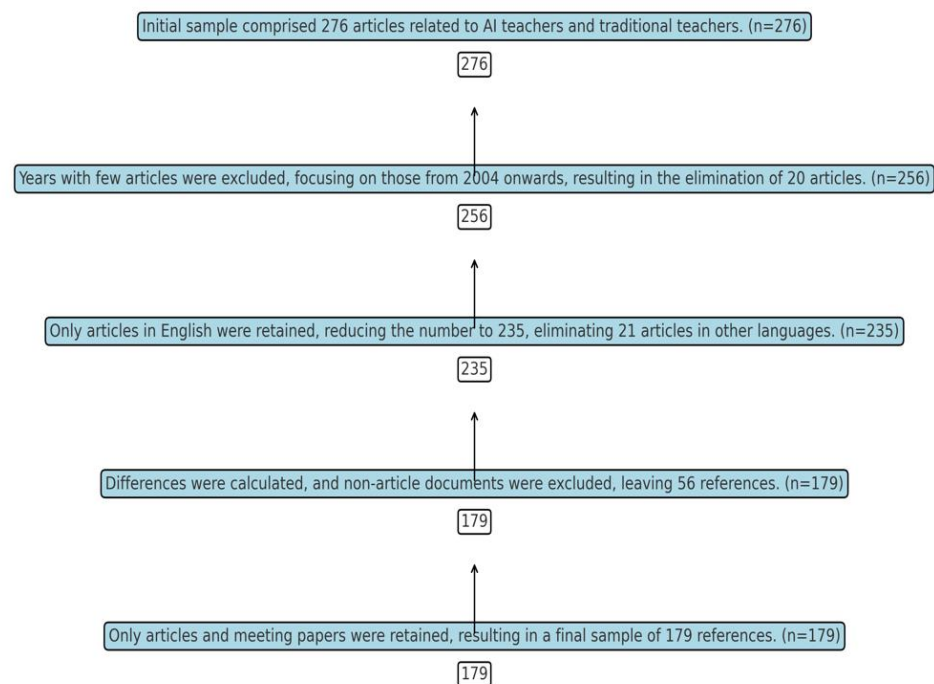 Initial sample comprised 276 articles related to AI teachers and traditional teachers. (n=276)
276
Years with few articles were excluded, focusing on those from 2004 onwards, resulting in the elimination of 20 articles. (n=256)
256
Only articles in English were retained, reducing the number to 235, eliminating 21 articles in other languages. (n=235)
235
Differences were calculated, and non-article documents were excluded, leaving 56 references. (n=179)
179
Only articles and meeting papers were retained, resulting in a final sample of 179 references. (n=179)
179